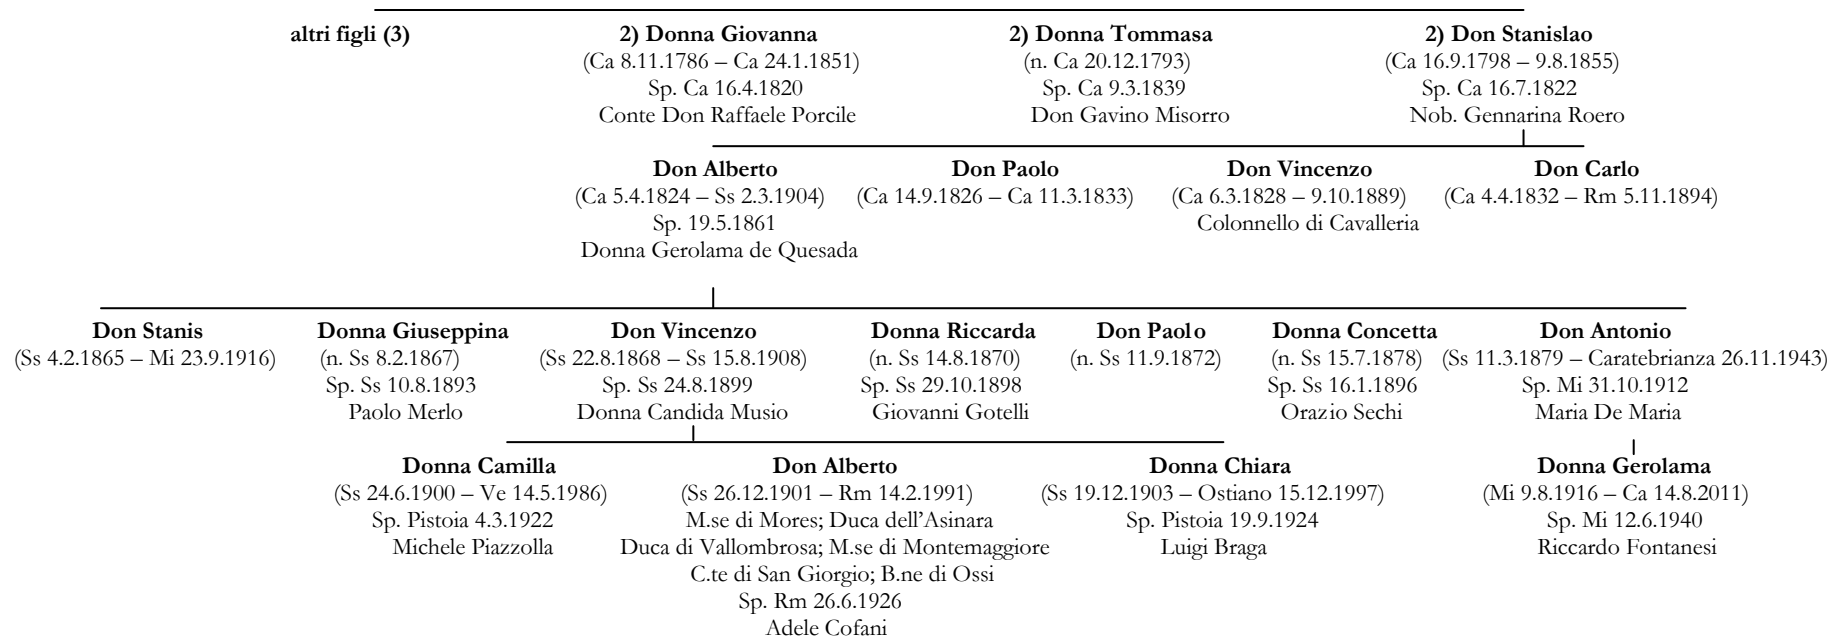 altri figli (3)
2) Donna Giovanna
(Ca 8.11.1786 – Ca 24.1.1851)
Sp. Ca 16.4.1820
Conte Don Raffaele Porcile
2) Donna Tommasa
(n. Ca 20.12.1793)
Sp. Ca 9.3.1839
Don Gavino Misorro
2) Don Stanislao
(Ca 16.9.1798 – 9.8.1855)
Sp. Ca 16.7.1822
Nob. Gennarina Roero
Don Alberto
(Ca 5.4.1824 – Ss 2.3.1904)
Sp. 19.5.1861
Donna Gerolama de Quesada
Don Paolo
(Ca 14.9.1826 – Ca 11.3.1833)
Don Vincenzo
(Ca 6.3.1828 – 9.10.1889)
Colonnello di Cavalleria
Don Carlo
(Ca 4.4.1832 – Rm 5.11.1894)
Don Stanis
(Ss 4.2.1865 – Mi 23.9.1916)
Donna Giuseppina
(n. Ss 8.2.1867)
Sp. Ss 10.8.1893
Paolo Merlo
Don Vincenzo
(Ss 22.8.1868 – Ss 15.8.1908)
Sp. Ss 24.8.1899
Donna Candida Musio
Donna Riccarda
(n. Ss 14.8.1870)
Sp. Ss 29.10.1898
Giovanni Gotelli
Don Paolo
(n. Ss 11.9.1872)
Donna Concetta
(n. Ss 15.7.1878)
Sp. Ss 16.1.1896
Orazio Sechi
Don Antonio
(Ss 11.3.1879 – Caratebrianza 26.11.1943)
Sp. Mi 31.10.1912
Maria De Maria
Donna Camilla
(Ss 24.6.1900 – Ve 14.5.1986)
Sp. Pistoia 4.3.1922
Michele Piazzolla
Don Alberto
(Ss 26.12.1901 – Rm 14.2.1991)
M.se di Mores; Duca dell’Asinara
Duca di Vallombrosa; M.se di Montemaggiore
C.te di San Giorgio; B.ne di Ossi
Sp. Rm 26.6.1926
Adele Cofani
Donna Chiara
(Ss 19.12.1903 – Ostiano 15.12.1997)
Sp. Pistoia 19.9.1924
Luigi Braga
Donna Gerolama
(Mi 9.8.1916 – Ca 14.8.2011)
Sp. Mi 12.6.1940
Riccardo Fontanesi